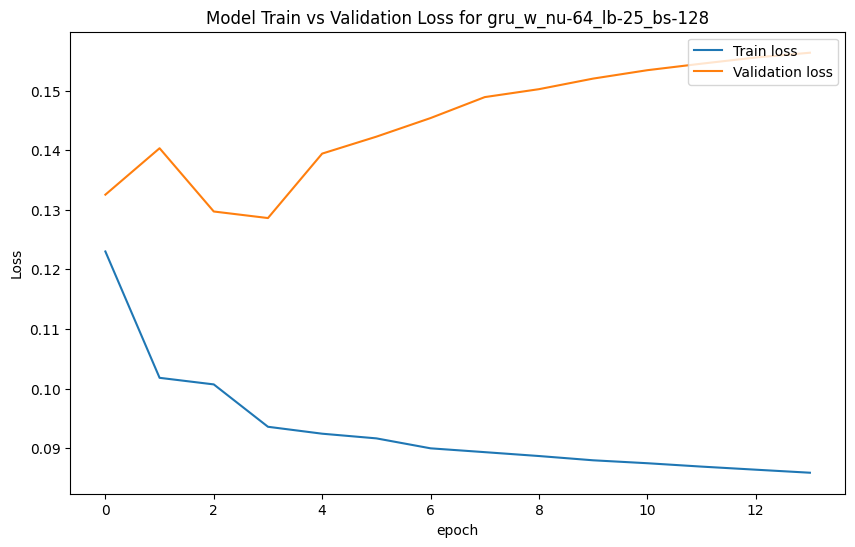 Model Train vs Validation Loss for gru_w_nu-64_lb-25_bs-128
Train loss
Validation loss
0.15
0.14
0.13
0.12
0.11
0.10
0.09
Loss
0 2 4 6 8 10 12
epoch